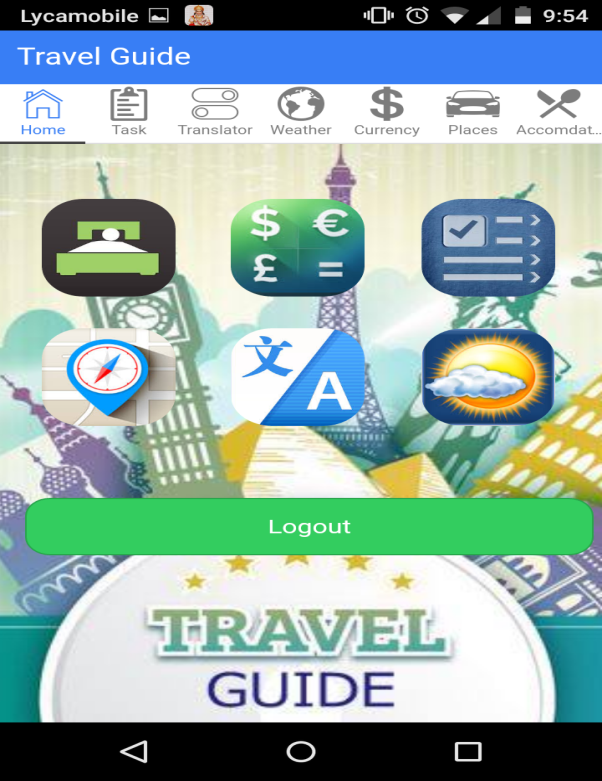 Lycamobile 9:54
Travel Guide
Home Task Translator Weather Currency Places Accomdat...
$ €
£ =
文 A
Logout
TRAVEL
GUIDE